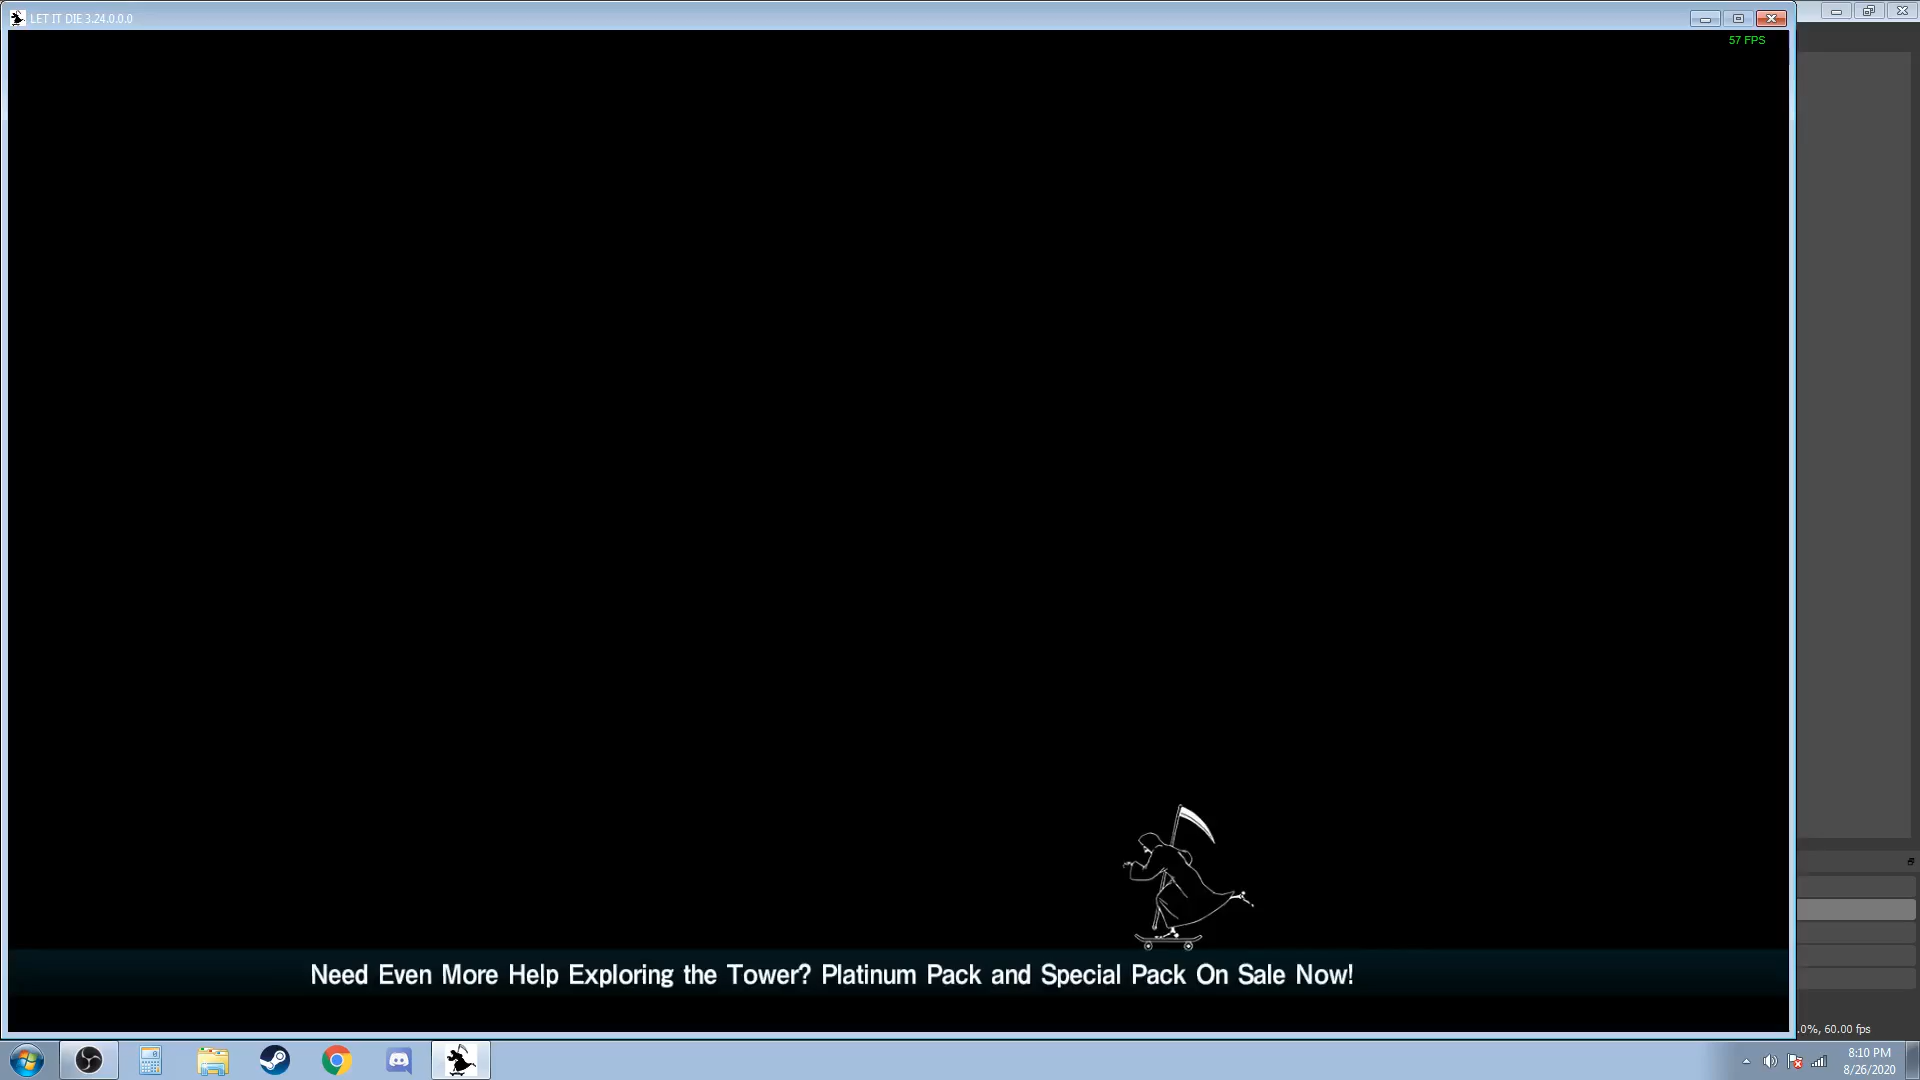 LET IT DIE 3.24.0.0.0
57 FPS
Need Even More Help Exploring the Tower? Platinum Pack and Special Pack On Sale Now!
.0%, 60.00 fps
8:10 PM
8/26/2020